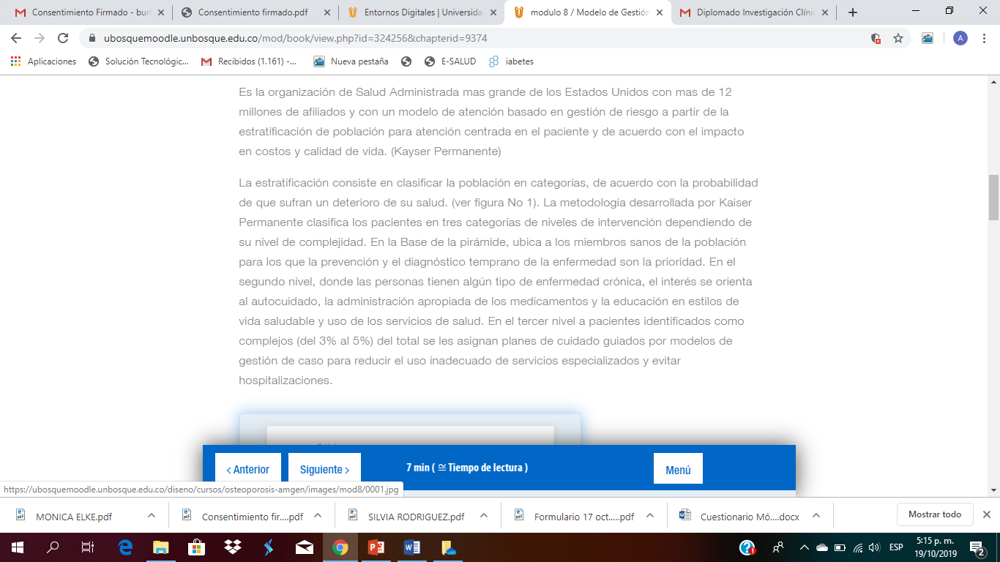 Consentimiento Firmado - burl
Consentimiento firmado.pdf
Entornos Digitales | Universida
modulo 8 / Modelo de Gestión
Diplomado Investigación Clínic
ubosquemoodle.unbosque.edu.co/mod/book/view.php?id=324256&chapterid=9374
A
Aplicaciones
Solución Tecnológic...
Recibidos (1.161) -...
Nueva pestaña
E-SALUD
iabetes
Es la organización de Salud Administrada mas grande de los Estados Unidos con mas de 12
millones de afiliados y con un modelo de atención basado en gestión de riesgo a partir de la
estratificación de población para atención centrada en el paciente y de acuerdo con el impacto
en costos y calidad de vida. (Kayser Permanente)
La estratificación consiste en clasificar la población en categorías, de acuerdo con la probabilidad
de que sufran un deterioro de su salud. (ver figura No 1). La metodología desarrollada por Kaiser
Permanente clasifica los pacientes en tres categorías de niveles de intervención dependiendo de
su nivel de complejidad. En la Base de la pirámide, ubica a los miembros sanos de la población
para los que la prevención y el diagnóstico temprano de la enfermedad son la prioridad. En el
segundo nivel, donde las personas tienen algún tipo de enfermedad crónica, el interés se orienta
al autocuidado, la administración apropiada de los medicamentos y la educación en estilos de
vida saludable y uso de los servicios de salud. En el tercer nivel a pacientes identificados como
complejos (del 3% al 5%) del total se les asignan planes de cuidado guiados por modelos de
gestión de caso para reducir el uso inadecuado de servicios especializados y evitar
hospitalizaciones.
< Anterior
Siguiente >
7 min ( ≅ Tiempo de lectura )
Menú
https://ubosquemoodle.unbosque.edu.co/diseno/cursos/osteoporosis-amgen/images/mod8/0001.jpg
MONICA ELKE.pdf
Consentimiento fir....pdf
SILVIA RODRIGUEZ.pdf
Formulario 17 oct.....pdf
Cuestionario Mó....docx
Mostrar todo
ESP
5:15 p. m.
19/10/2019
2